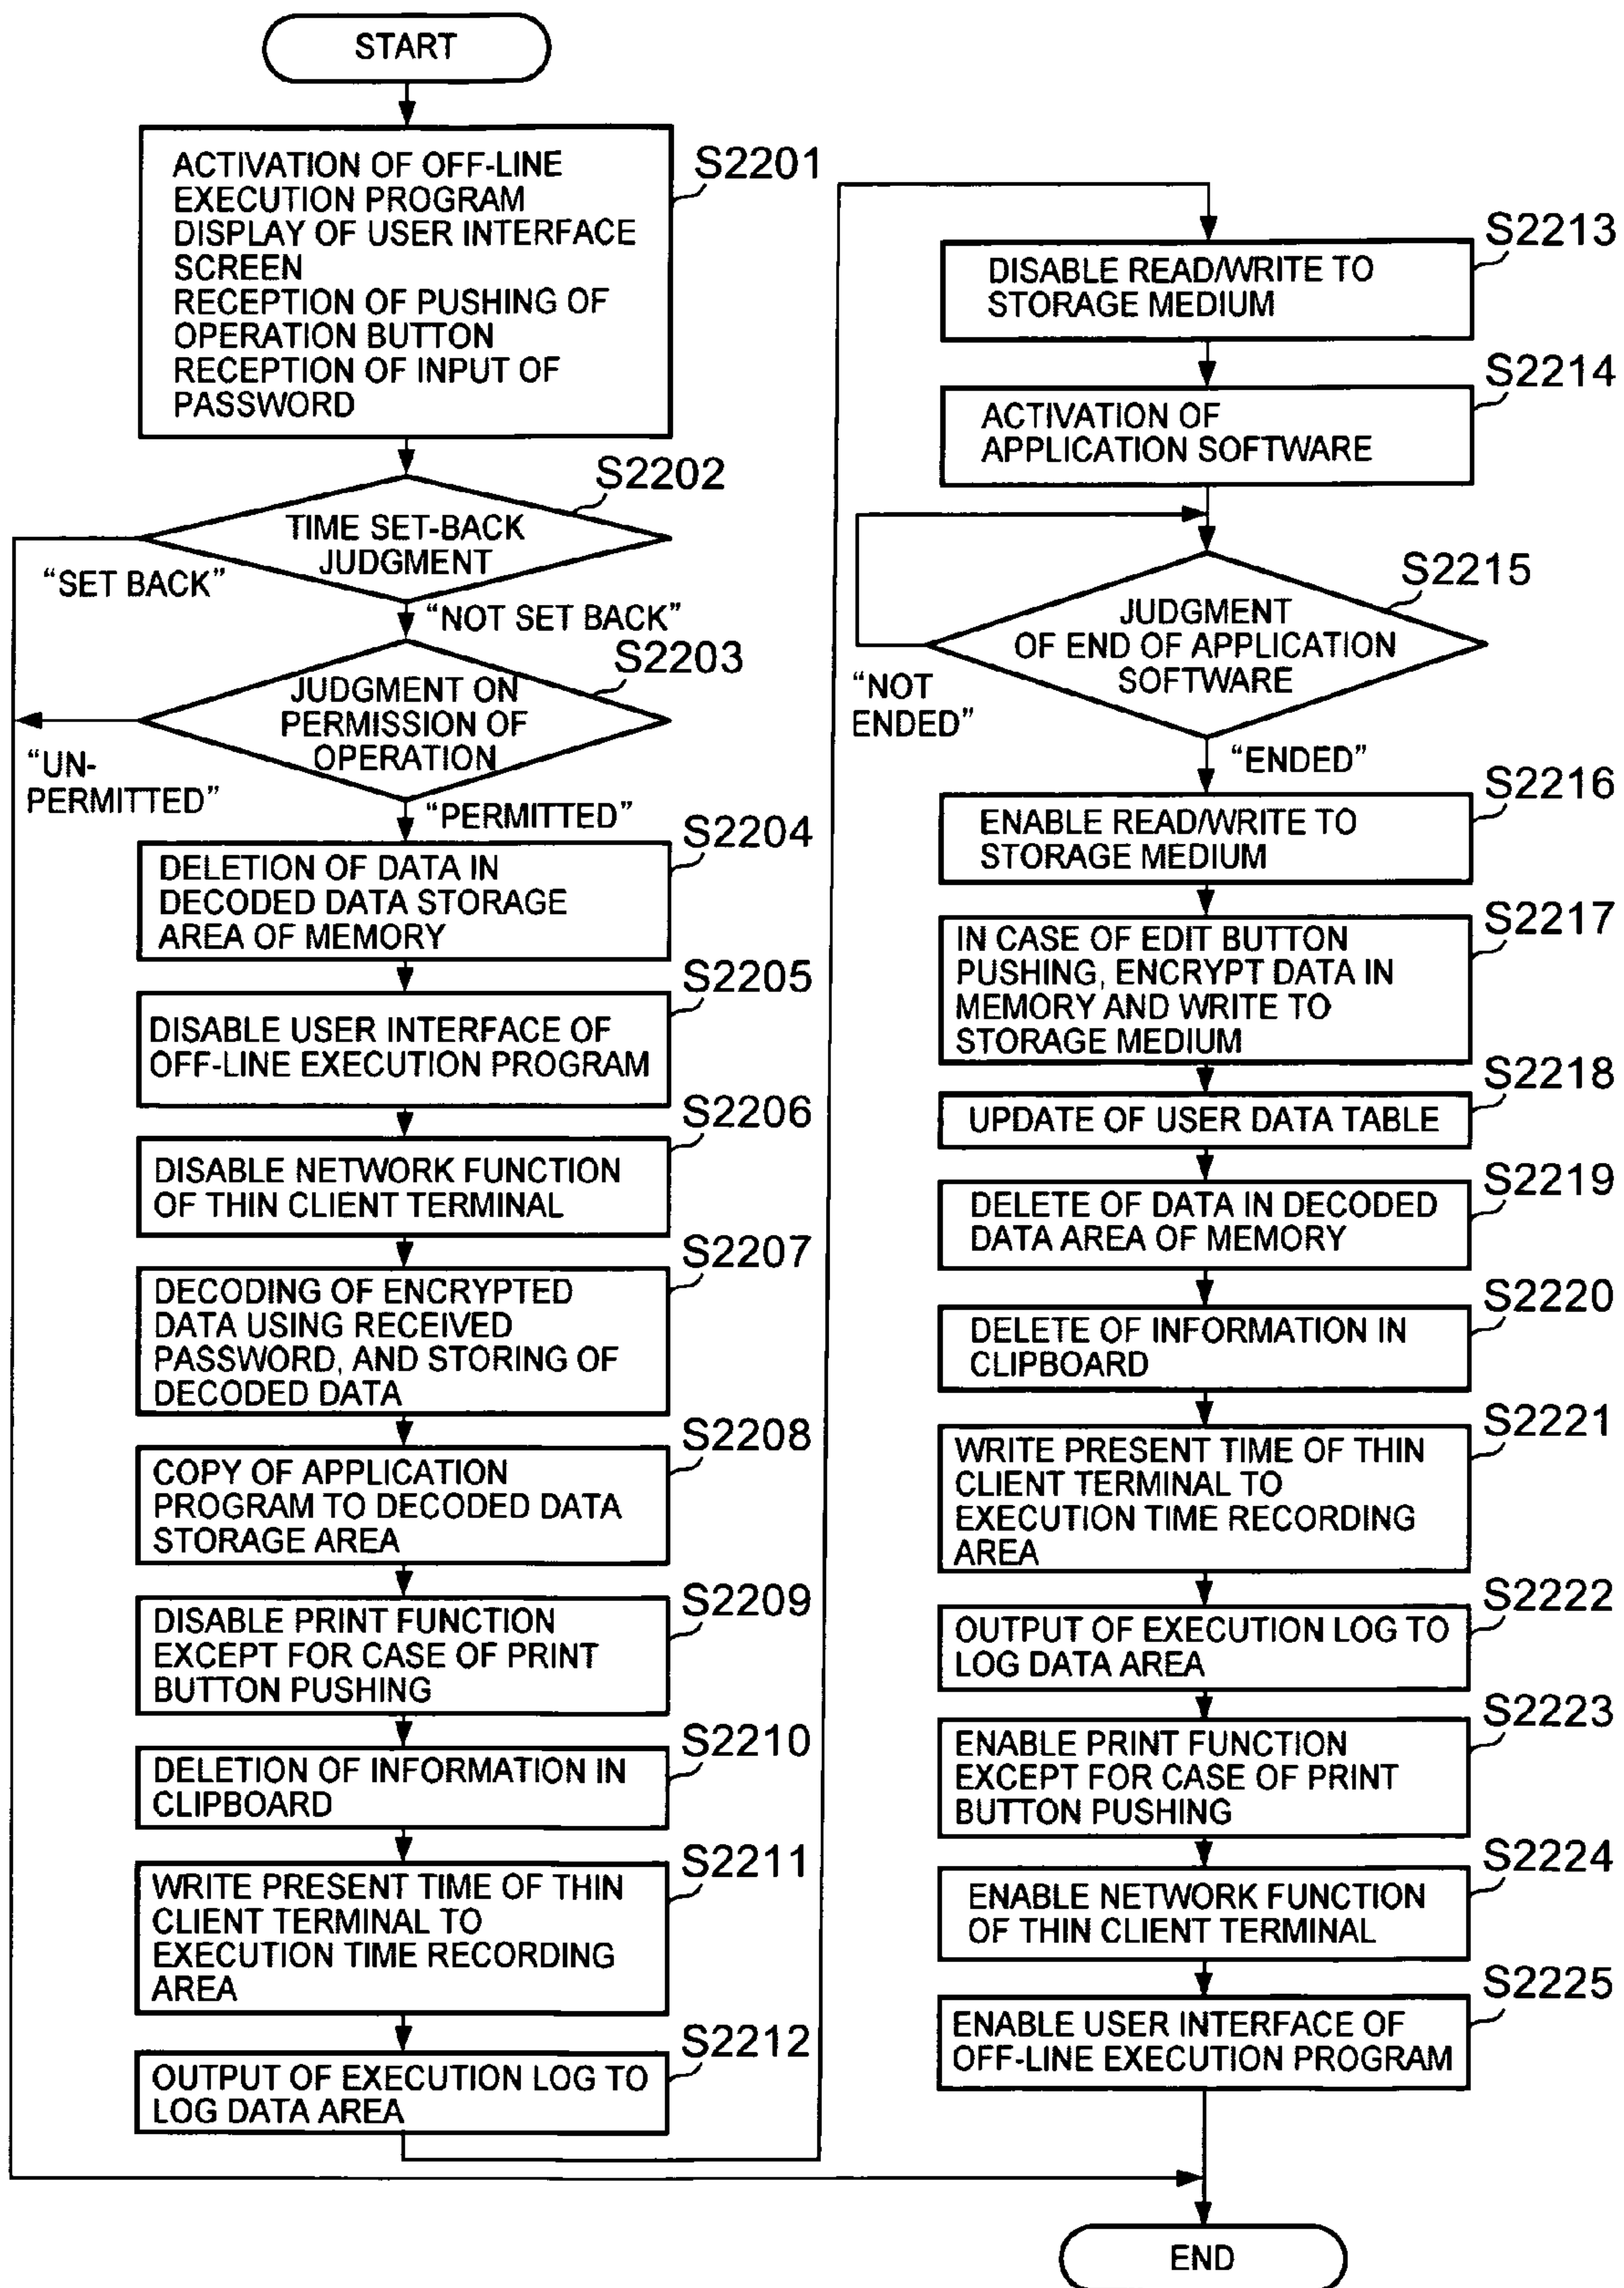 START
ACTIVATION OF OFF-LINE
EXECUTION PROGRAM
DISPLAY OF USER INTERFACE
SCREEN
RECEPTION OF PUSHING OF
OPERATION BUTTON
RECEPTION OF INPUT OF
PASSWORD
S2201
TIME SET-BACK
JUDGMENT
S2202
“SET BACK”
“NOT SET BACK”
JUDGMENT ON
PERMISSION OF
OPERATION
S2203
“UN-
PERMITTED”
“PERMITTED”
DELETION OF DATA IN
DECODED DATA STORAGE
AREA OF MEMORY
S2204
DISABLE USER INTERFACE OF
OFF-LINE EXECUTION PROGRAM
S2205
DISABLE NETWORK FUNCTION
OF THIN CLIENT TERMINAL
S2206
DECODING OF ENCRYPTED
DATA USING RECEIVED
PASSWORD, AND STORING OF
DECODED DATA
S2207
COPY OF APPLICATION
PROGRAM TO DECODED DATA
STORAGE AREA
S2208
DISABLE PRINT FUNCTION
EXCEPT FOR CASE OF PRINT
BUTTON PUSHING
S2209
DELETION OF INFORMATION IN
CLIPBOARD
S2210
WRITE PRESENT TIME OF THIN
CLIENT TERMINAL TO
EXECUTION TIME RECORDING
AREA
S2211
OUTPUT OF EXECUTION LOG TO
LOG DATA AREA
S2212
DISABLE READ/WRITE TO
STORAGE MEDIUM
S2213
ACTIVATION OF
APPLICATION SOFTWARE
S2214
JUDGMENT
OF END OF APPLICATION
SOFTWARE
S2215
“NOT
ENDED”
“ENDED”
ENABLE READ/WRITE TO
STORAGE MEDIUM
S2216
IN CASE OF EDIT BUTTON
PUSHING, ENCRYPT DATA IN
MEMORY AND WRITE TO
STORAGE MEDIUM
S2217
UPDATE OF USER DATA TABLE
S2218
DELETE OF DATA IN DECODED
DATA AREA OF MEMORY
S2219
DELETE OF INFORMATION IN
CLIPBOARD
S2220
WRITE PRESENT TIME OF THIN
CLIENT TERMINAL TO
EXECUTION TIME RECORDING
AREA
S2221
OUTPUT OF EXECUTION LOG TO
LOG DATA AREA
S2222
ENABLE PRINT FUNCTION
EXCEPT FOR CASE OF PRINT
BUTTON PUSHING
S2223
ENABLE NETWORK FUNCTION
OF THIN CLIENT TERMINAL
S2224
ENABLE USER INTERFACE OF
OFF-LINE EXECUTION PROGRAM
S2225
END